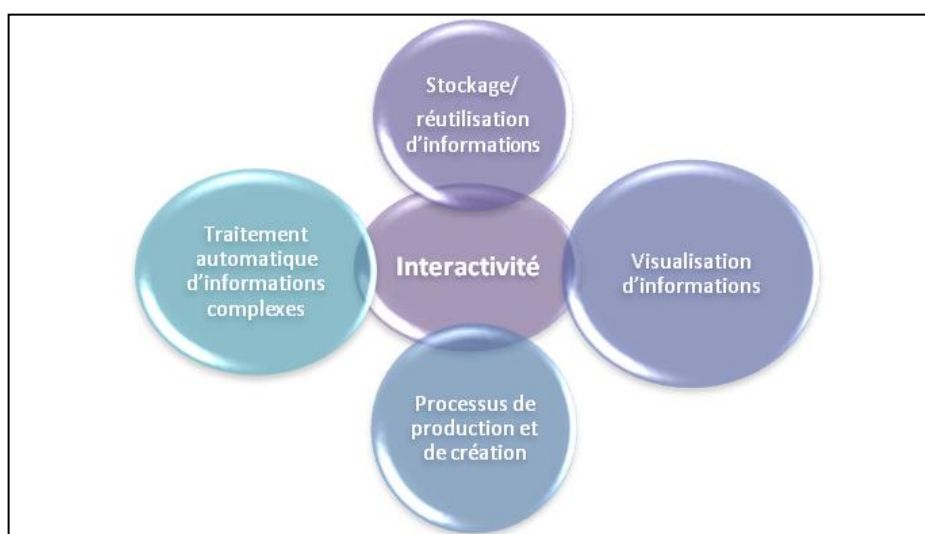 Stockage/
réutilisation
d'informations
Traitement
automatique
d'informations
complexes
Interactivité
Visualisation
d'informations
Processus de
production et
de création